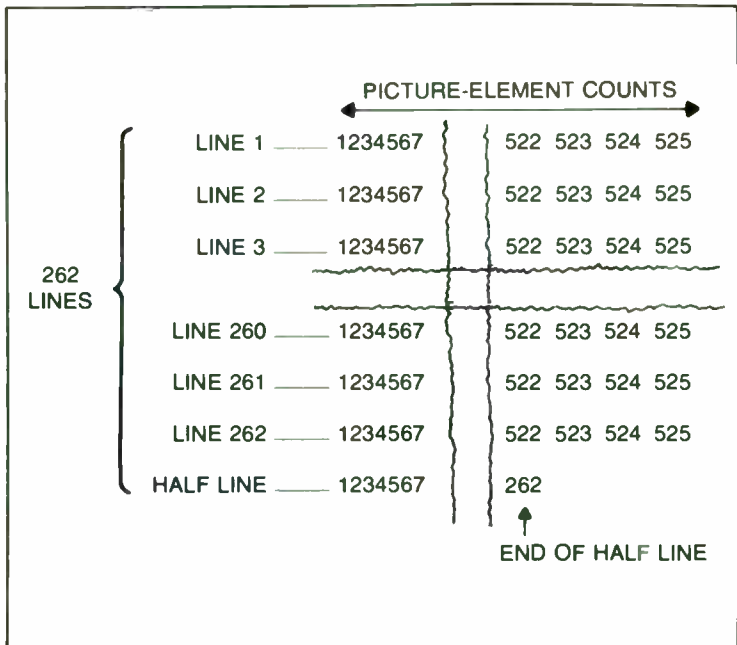 PICTURE-ELEMENT COUNTS
LINE 1 1234567 522 523 524 525
LINE 2 1234567 522 523 524 525
LINE 3 1234567 522 523 524 525
262
LINES
LINE 260 1234567 522 523 524 525
LINE 261 1234567 522 523 524 525
LINE 262 1234567 522 523 524 525
HALF LINE 1234567 262
END OF HALF LINE